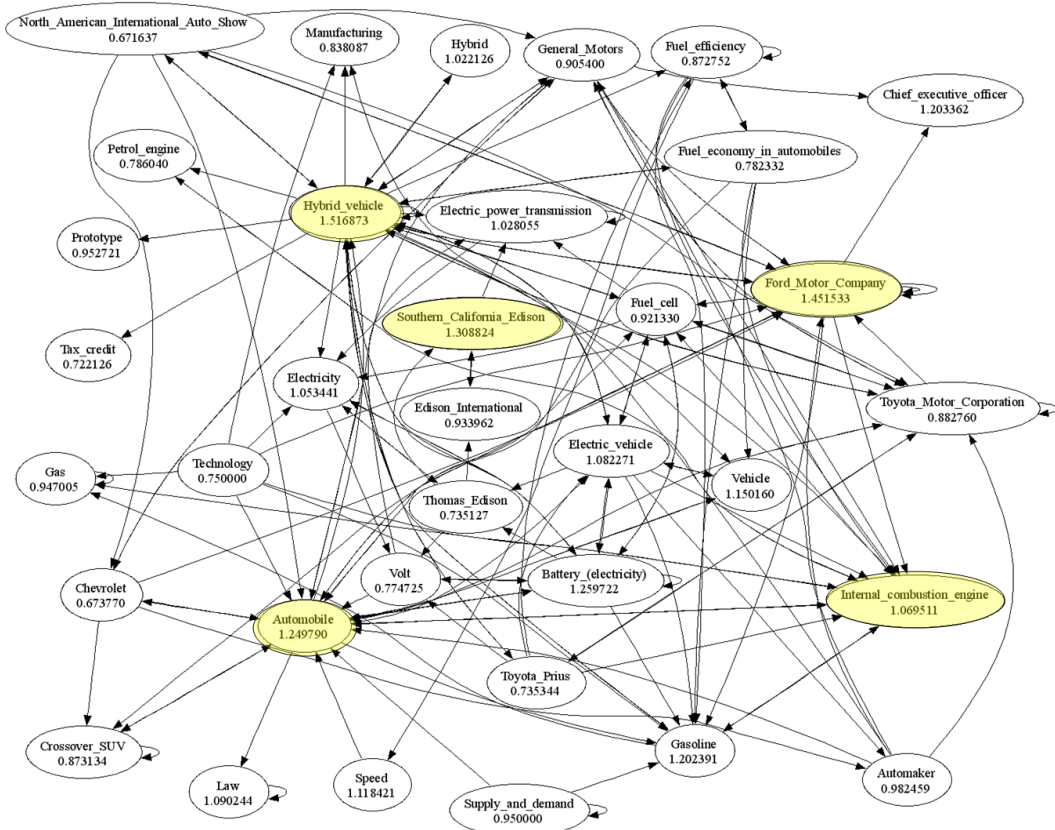 North_American_International_Auto_Show
0.671637
Manufacturing
0.838087
Hybrid
1.022126
General_Motors
0.905400
Fuel_efficiency
0.872752
Chief_executive_officer
1.203362
Petrol_engine
0.786040
Fuel_economy_in_automobiles
0.782332
Hybrid_vehicle
1.516873
Electric_power_transmission
1.028055
Prototype
0.952721
Ford_Motor_Company
1.451533
Fuel_cell
0.921330
Southern_California_Edison
1.308824
Tax_credit
0.722126
Electricity
1.053441
Edison_International
0.933962
Toyota_Motor_Corporation
0.882760
Electric_vehicle
1.082271
Gas
0.947005
Technology
0.750000
Vehicle
1.150160
Thomas_Edison
0.735127
Chevrolet
0.673770
Volt
0.774725
Battery_(electricity)
1.259722
Internal_combustion_engine
1.069511
Automobile
1.249790
Toyota_Prius
0.735344
Crossover_SUV
0.873134
Gasoline
1.202391
Automaker
0.982459
Law
1.090244
Speed
1.118421
Supply_and_demand
0.950000